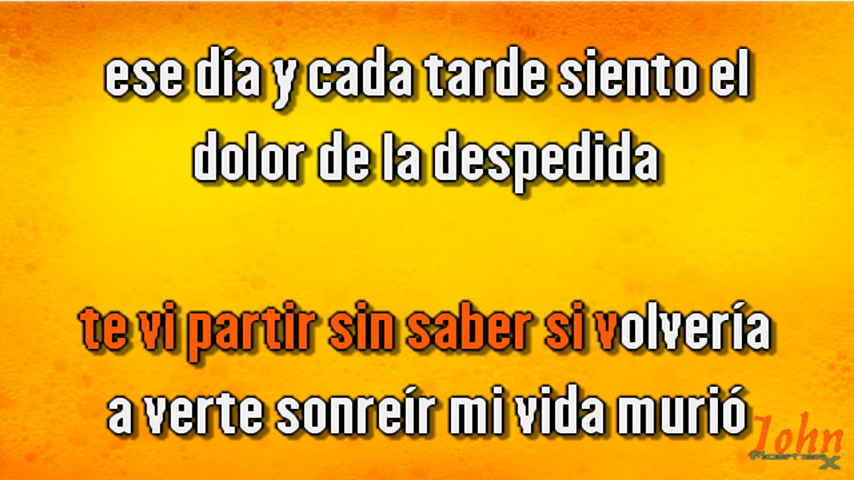 ese día y cada tarde siento el
dolor de la despedida
te vi partir sin saber si volvería
a verte sonreír mi vida murió
John